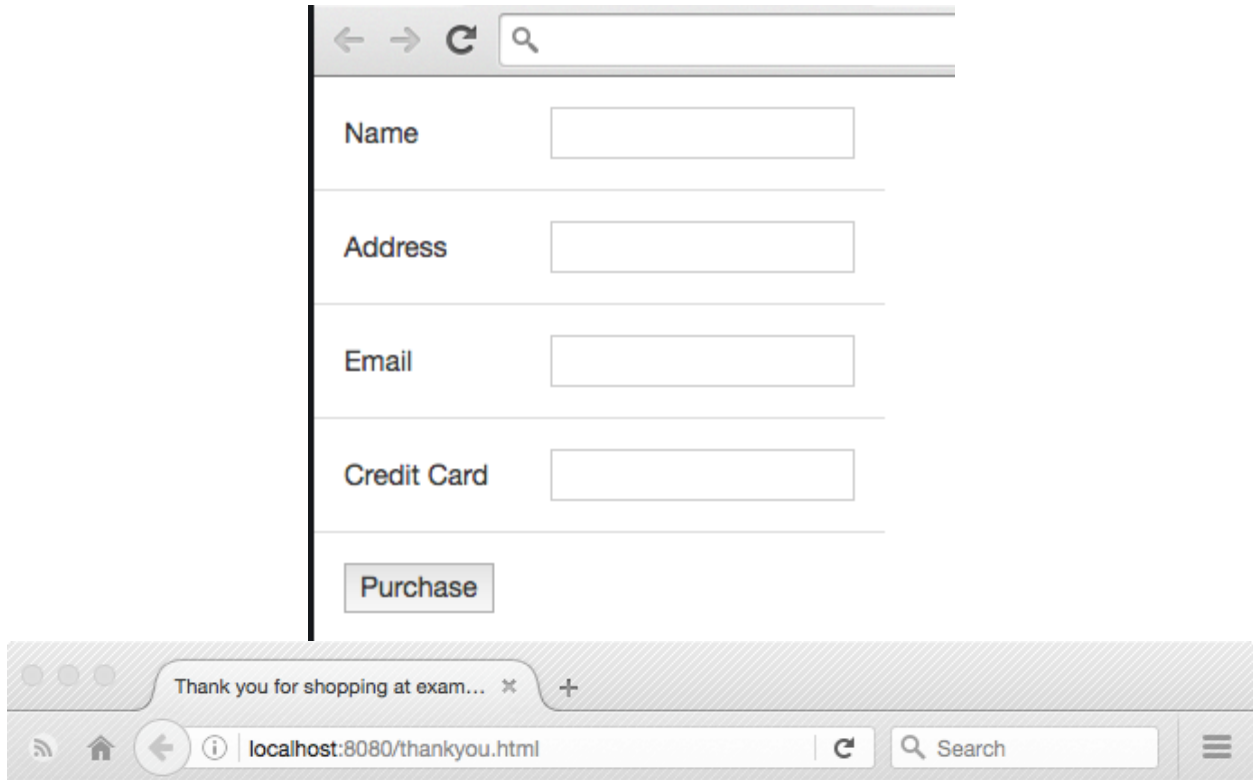 Name
Address
Email
Credit Card
Purchase
Thank you for shopping at exam...
localhost:8080/thankyou.html
Search